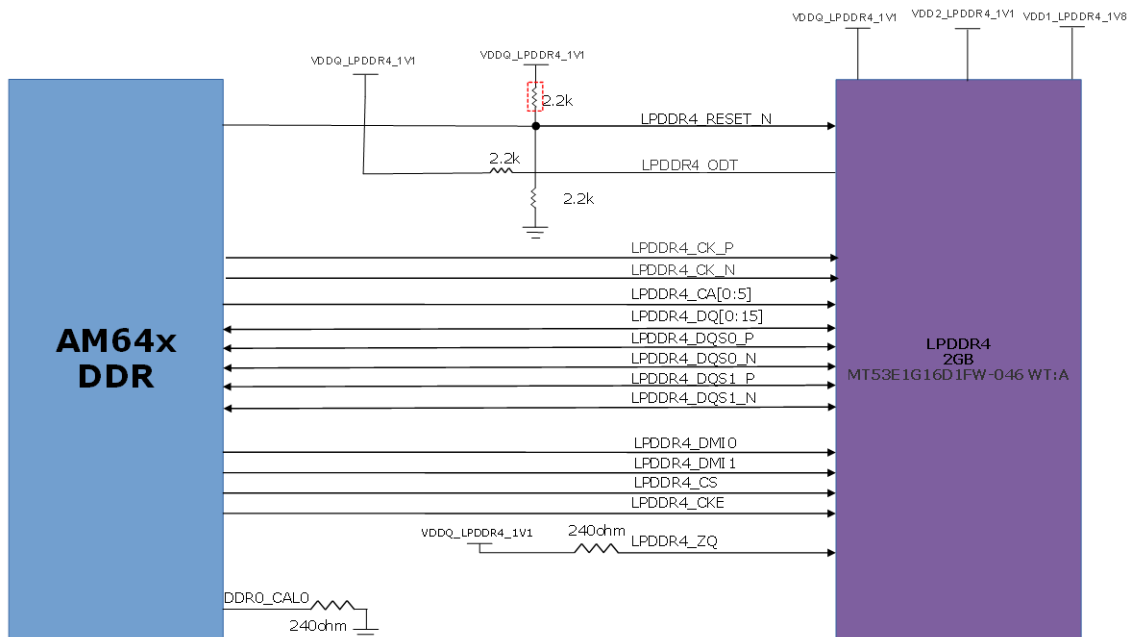 VDDQ_LPDDR4_1V1
VDD2_LPDDR4_1V1
VDD1_LPDDR4_1V8
VDDQ_LPDDR4_1V1
VDDQ_LPDDR4_1V1
2.2k
LPDDR4_RESET_N
2.2k
LPDDR4_ODT
2.2k
LPDDR4_CK_P
LPDDR4_CK_N
LPDDR4_CA[0:5]
LPDDR4_DQ[0:15]
LPDDR4_DQS0_P
LPDDR4_DQS0_N
LPDDR4_DQS1_P
LPDDR4_DQS1_N
AM64x
DDR
LPDDR4
2GB
MT53E1G16D1FW-046 WT:A
LPDDR4_DMI0
LPDDR4_DMI1
LPDDR4_CS
LPDDR4_CKE
VDDQ_LPDDR4_1V1
240ohm
LPDDR4_ZQ
DDR0_CAL0
240ohm